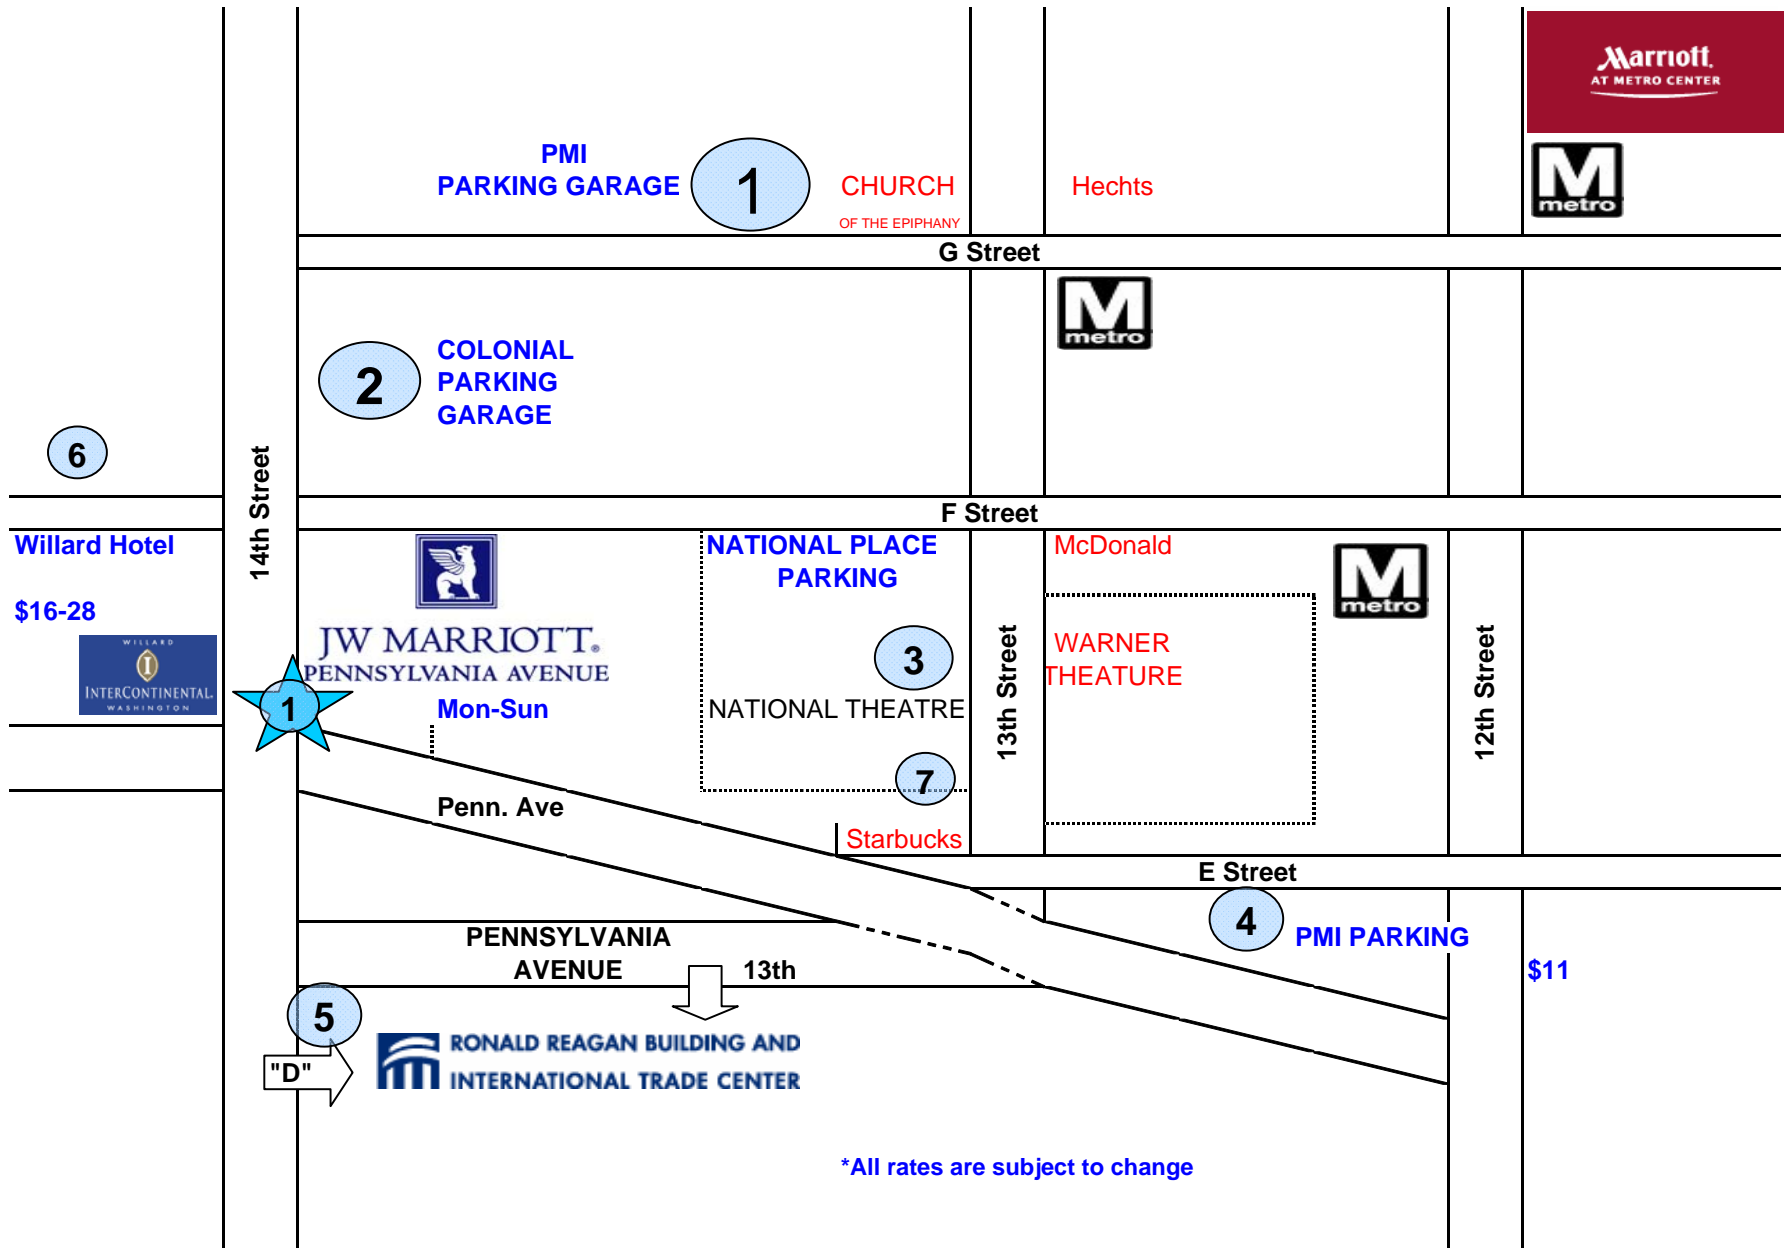 Marriott.
AT METRO CENTER
PMI
PARKING GARAGE
1
CHURCH
OF THE EPIPHANY
Hechts
M
metro
G Street
M
metro
2
COLONIAL
PARKING
GARAGE
6
14th Street
F Street
Willard Hotel
$16-28
WILLARD
I
INTERCONTINENTAL.
WASHINGTON
JW MARRIOTT®
PENNSYLVANIA AVENUE
1
Mon-Sun
NATIONAL PLACE
PARKING
3
NATIONAL THEATRE
7
Starbucks
13th Street
McDonald
WARNER
THEATURE
M
metro
12th Street
Penn. Ave
E Street
4
PMI PARKING
$11
PENNSYLVANIA
AVENUE
13th
5
"D"
RONALD REAGAN BUILDING AND
INTERNATIONAL TRADE CENTER
*All rates are subject to change